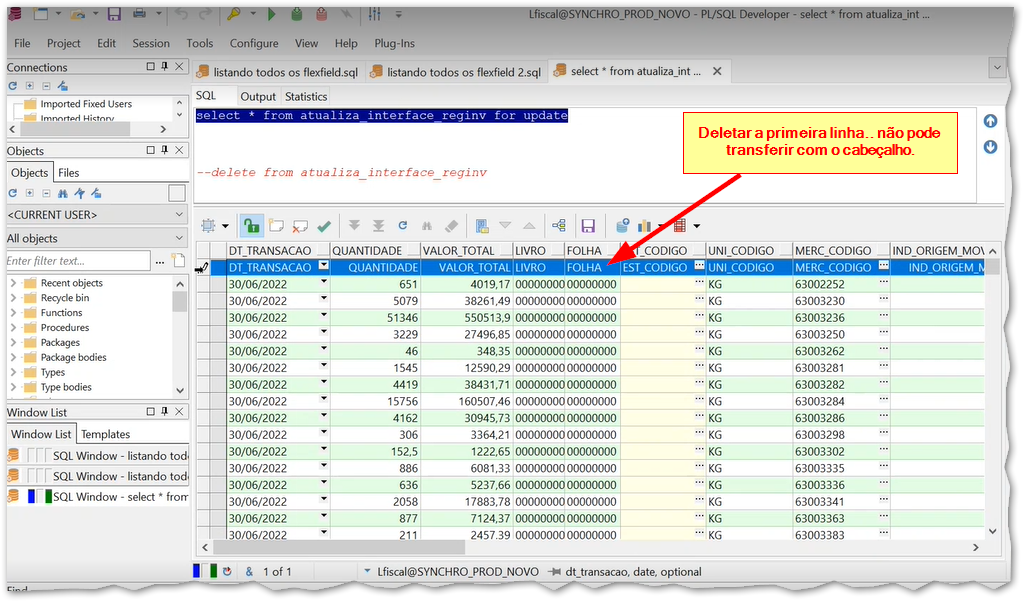 Lfiscal@SYNCHRO_PROD_NOVO - PL/SQL Developer - select * from atualiza_int ...
File Project Edit Session Tools Configure View Help Plug-Ins
Connections
Imported Fixed Users
Imported History
Objects
Objects Files
<CURRENT USER>
All objects
Enter filter text... ...
Recent objects
Recycle bin
Functions
Procedures
Packages
Package bodies
Types
Type bodies
Window List
Window List Templates
SQL Window - listando tod
SQL Window - listando tod
SQL Window - select * from
listando todos os flexfield.sql listando todos os flexfield 2.sql select * from atualiza_int ...
SQL Output Statistics
select * from atualiza_interface_reginv for update
--delete from atualiza_interface_reginv
Deletar a primeira linha.. não pode
transferir com o cabeçalho.
DT_TRANSACAO QUANTIDADE VALOR_TOTAL LIVRO FOLHA T_CODIGO UNI_CODIGO MERC_CODIGO IND_ORIGEM_MOV
DT_TRANSACAO QUANTIDADE VALOR_TOTAL LIVRO FOLHA EST_CODIGO UNI_CODIGO MERC_CODIGO IND_ORIGEM_M
30/06/2022 651 4019,17 00000000 00000000 KG 63002252
30/06/2022 5079 38261,49 00000000 00000000 KG 63003230
30/06/2022 51346 550513,9 00000000 00000000 KG 63003236
30/06/2022 3229 27496,85 00000000 00000000 KG 63003250
30/06/2022 46 348,35 00000000 00000000 KG 63003262
30/06/2022 1545 12590,29 00000000 00000000 KG 63003281
30/06/2022 4419 38431,71 00000000 00000000 KG 63003282
30/06/2022 15756 160507,46 00000000 00000000 KG 63003284
30/06/2022 4162 30945,73 00000000 00000000 KG 63003286
30/06/2022 306 3364,21 00000000 00000000 KG 63003298
30/06/2022 152,5 1222,65 00000000 00000000 KG 63003302
30/06/2022 886 6081,33 00000000 00000000 KG 63003335
30/06/2022 636 5237,66 00000000 00000000 KG 63003336
30/06/2022 2058 17883,78 00000000 00000000 KG 63003341
30/06/2022 877 7124,37 00000000 00000000 KG 63003363
30/06/2022 211 2457,39 00000000 00000000 KG 63003383
& 1 of 1 Lfiscal@SYNCHRO_PROD_NOVO dt_transacao, date, optional